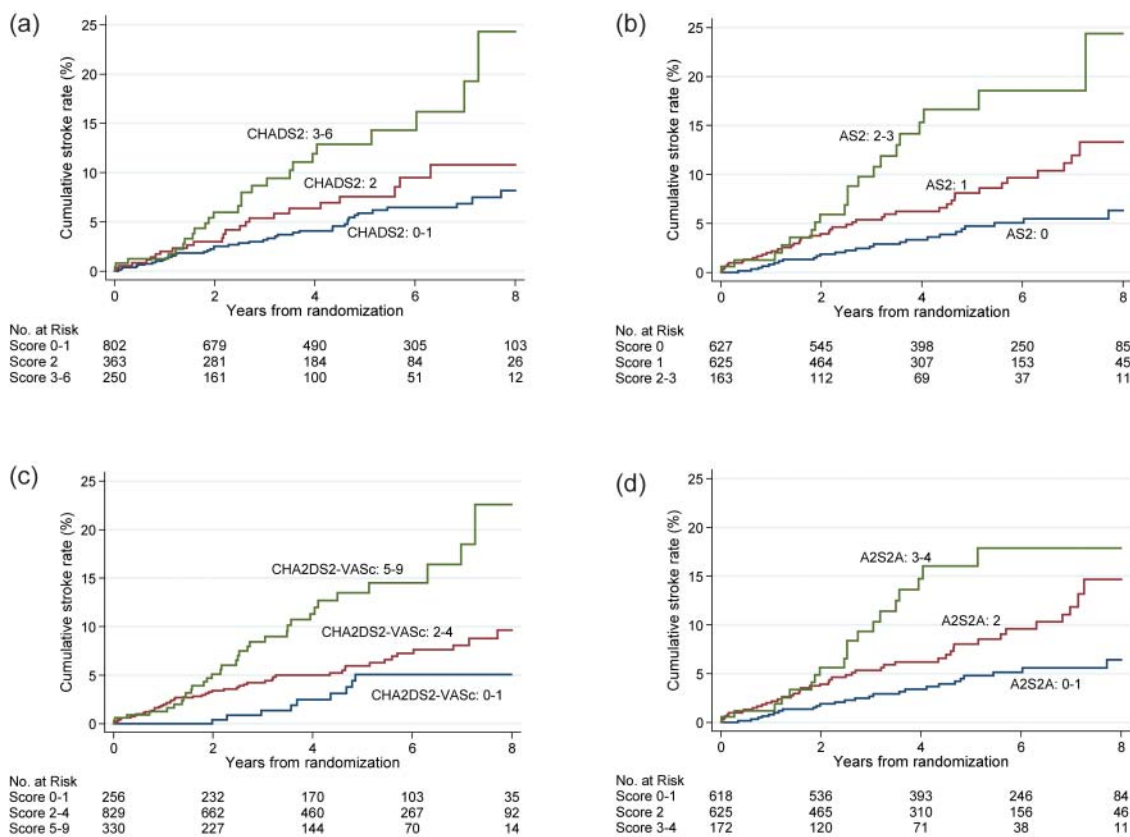 (a)
25
20
15
10
5
0
Cumulative stroke rate (%)
CHADS2: 3-6
CHADS2: 2
CHADS2: 0-1
0 2 4 6 8
Years from randomization
No. at Risk
Score 0-1 802 679 490 305 103
Score 2 363 281 184 84 26
Score 3-6 250 161 100 51 12
(b)
25
20
15
10
5
0
Cumulative stroke rate (%)
AS2: 2-3
AS2: 1
AS2: 0
0 2 4 6 8
Years from randomization
No. at Risk
Score 0 627 545 398 250 85
Score 1 625 464 307 153 45
Score 2-3 163 112 69 37 11
(c)
25
20
15
10
5
0
Cumulative stroke rate (%)
CHA2DS2-VASc: 5-9
CHA2DS2-VASc: 2-4
CHA2DS2-VASc: 0-1
0 2 4 6 8
Years from randomization
No. at Risk
Score 0-1 256 232 170 103 35
Score 2-4 829 662 460 267 92
Score 5-9 330 227 144 70 14
(d)
25
20
15
10
5
0
Cumulative stroke rate (%)
A2S2A: 3-4
A2S2A: 2
A2S2A: 0-1
0 2 4 6 8
Years from randomization
No. at Risk
Score 0-1 618 536 393 246 84
Score 2 625 465 310 156 46
Score 3-4 172 120 71 38 11